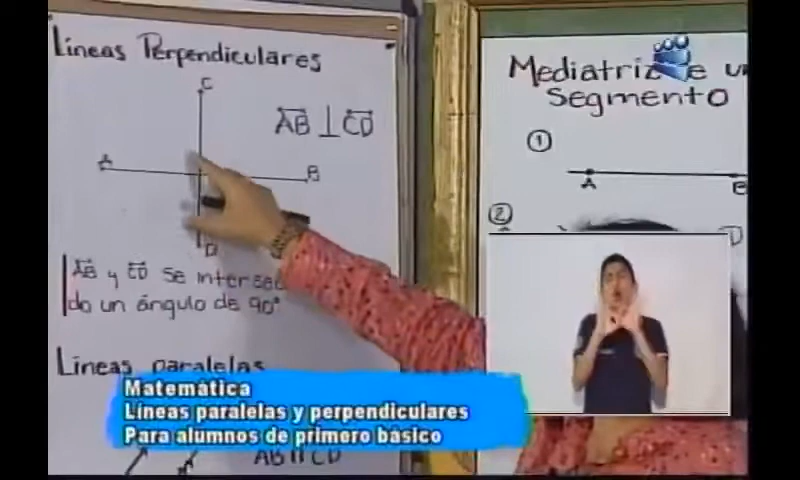 Líneas Perpendiculares
C
AB ⊥ CD
A
B
D
AB y CD se
do un ángulo de 90°
Líneas paralelas
AB || CD
Mediatriz
Segmento
①
A
B
②
D
Matemática
Líneas paralelas y perpendiculares
Para alumnos de primero básico